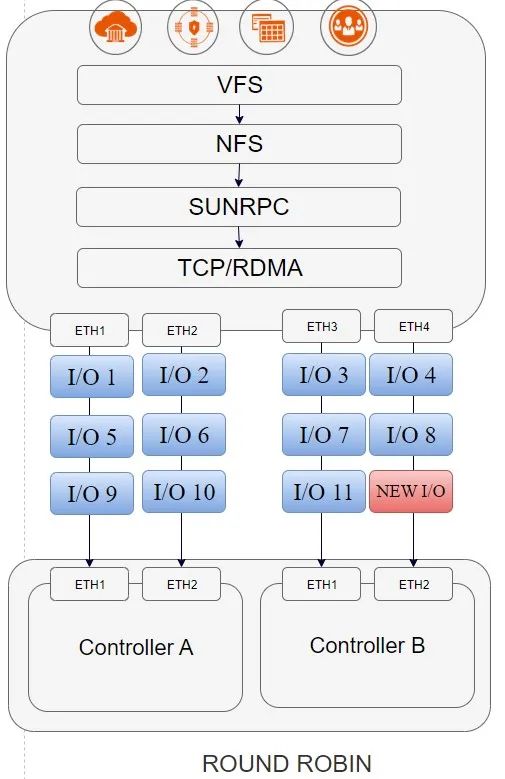 VFS
NFS
SUNRPC
TCP/RDMA
ETH1 ETH2 ETH3 ETH4
I/O 1 I/O 2 I/O 3 I/O 4
I/O 5 I/O 6 I/O 7 I/O 8
I/O 9 I/O 10 I/O 11 NEW I/O
ETH1 ETH2 ETH1 ETH2
Controller A Controller B
ROUND ROBIN